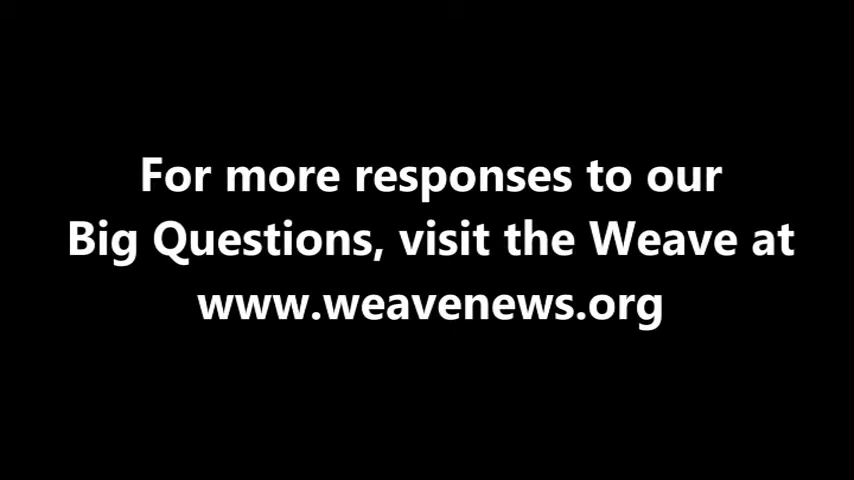 For more responses to our
Big Questions, visit the Weave at
www.weavenews.org